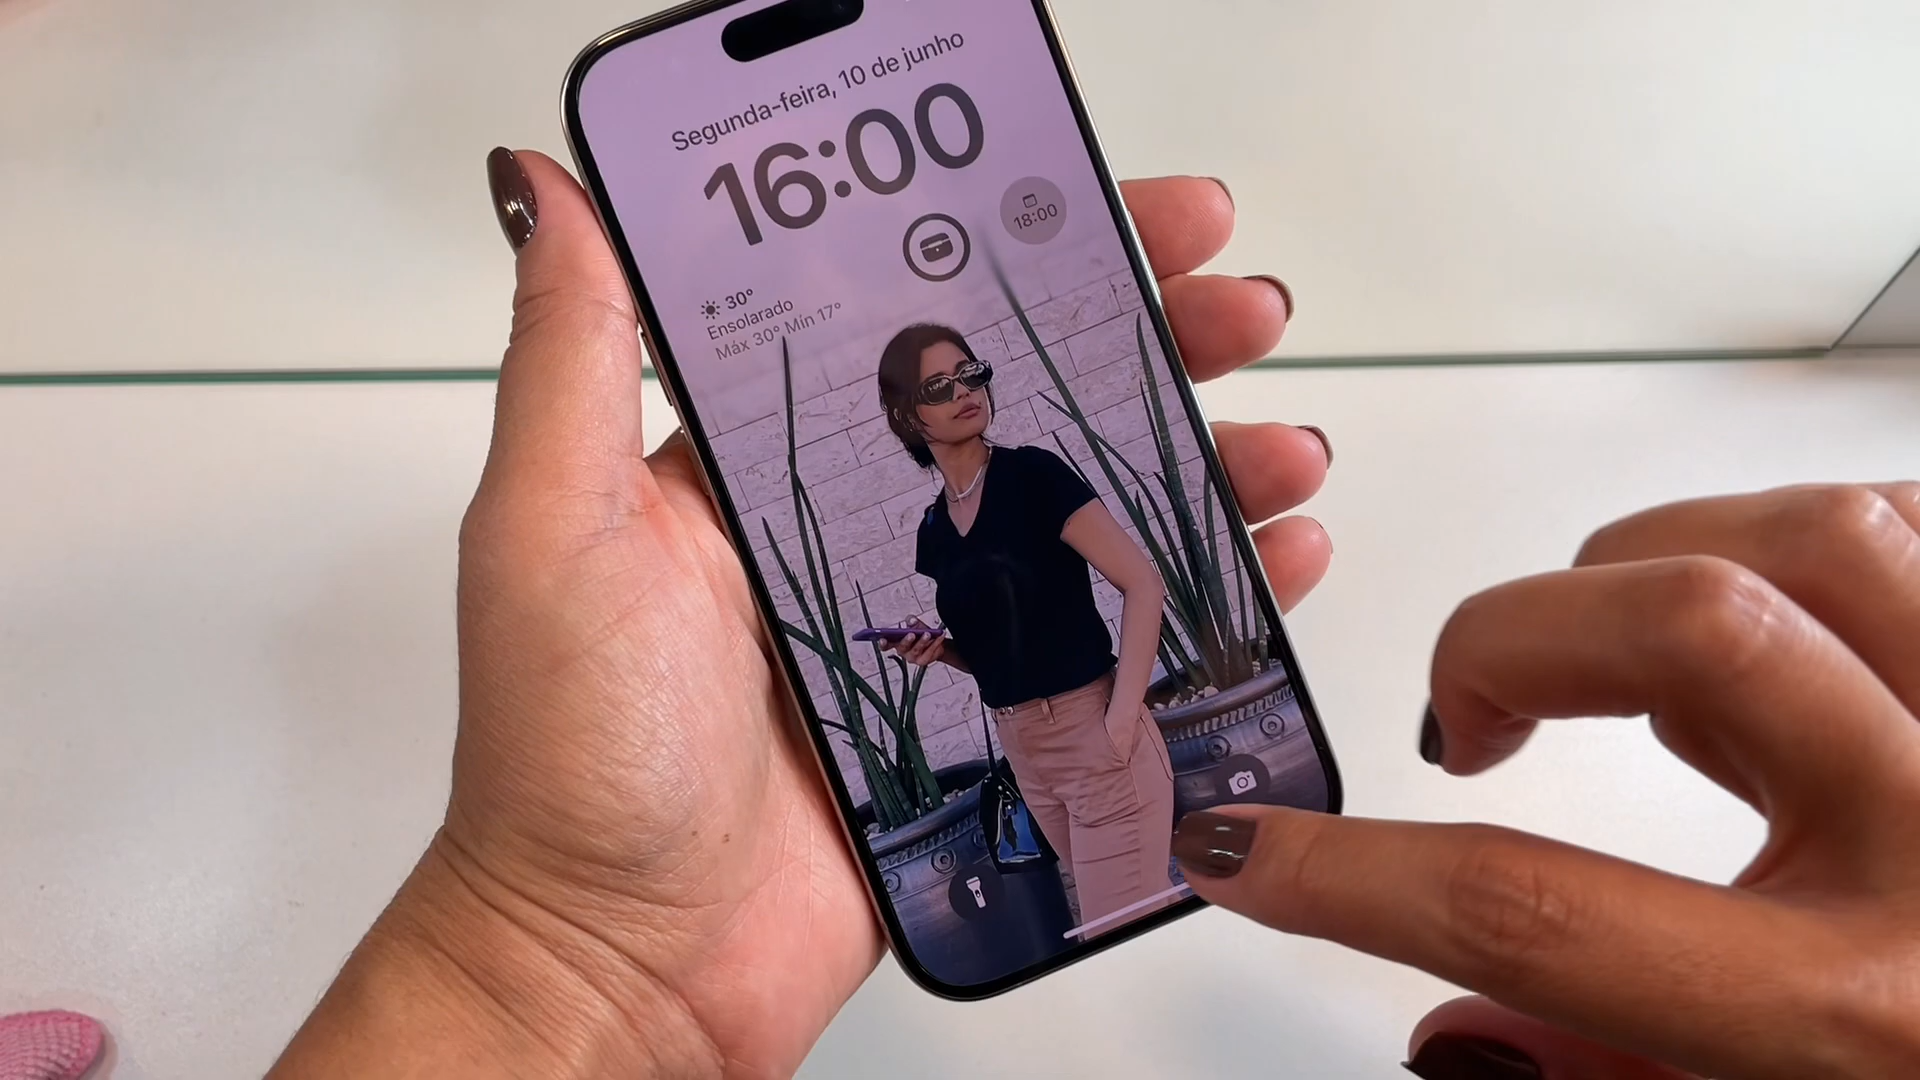 Segunda-feira, 10 de junho
16:00
18:00
30°
Ensolarado
Máx 30° Mín 17°